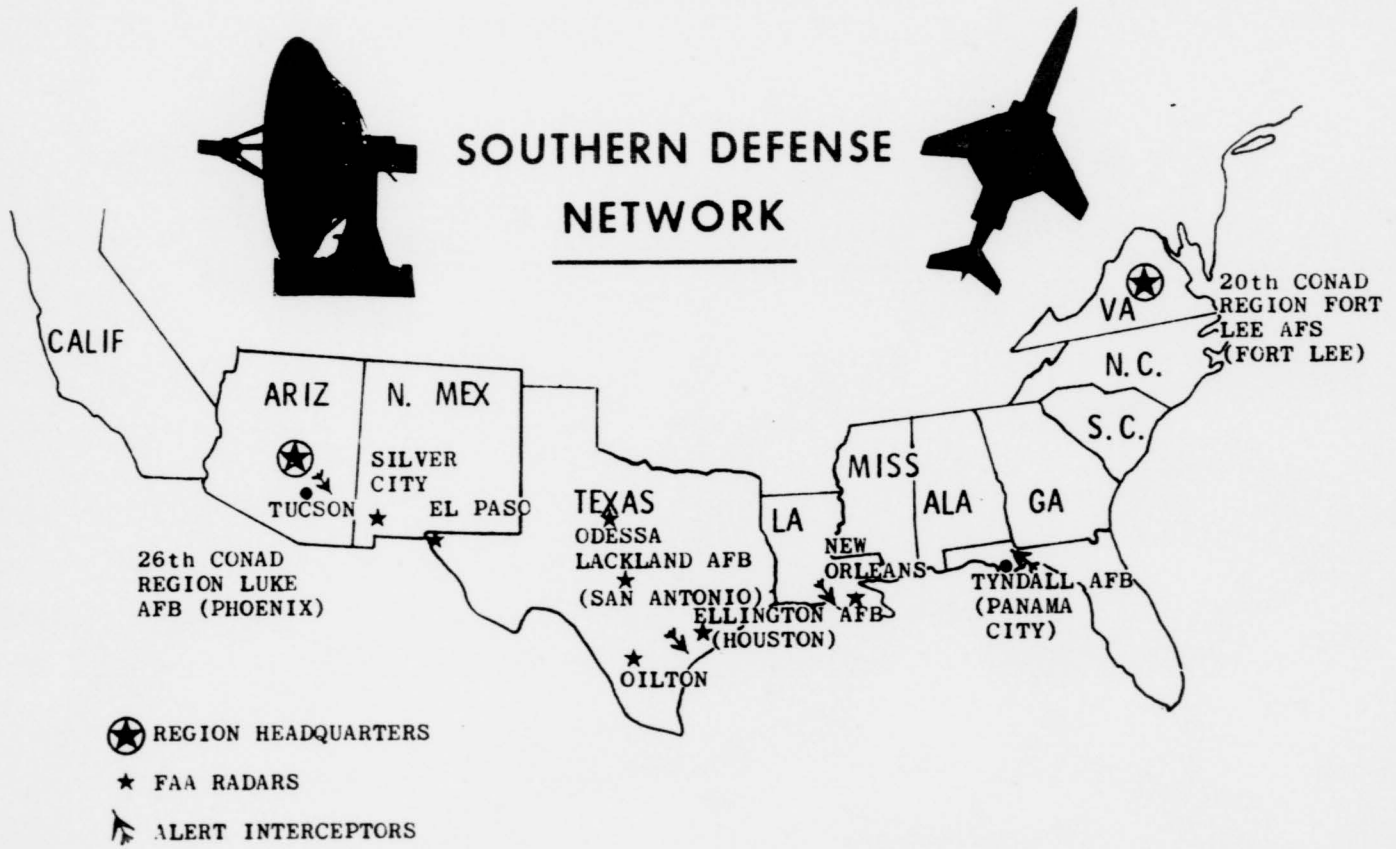 SOUTHERN DEFENSE
NETWORK
CALIF
ARIZ
N. MEX
SILVER
CITY
TUCSON
EL PASO
26th CONAD
REGION LUKE
AFB (PHOENIX)
TEXAS
ODESSA
LACKLAND AFB
(SAN ANTONIO)
ELLINGTON AFB
(HOUSTON)
OILTON
LA
NEW
ORLEANS
MISS
ALA
GA
TYNDALL AFB
(PANAMA
CITY)
S.C.
N.C.
VA
20th CONAD
REGION FORT
LEE AFS
(FORT LEE)
REGION HEADQUARTERS
FAA RADARS
ALERT INTERCEPTORS